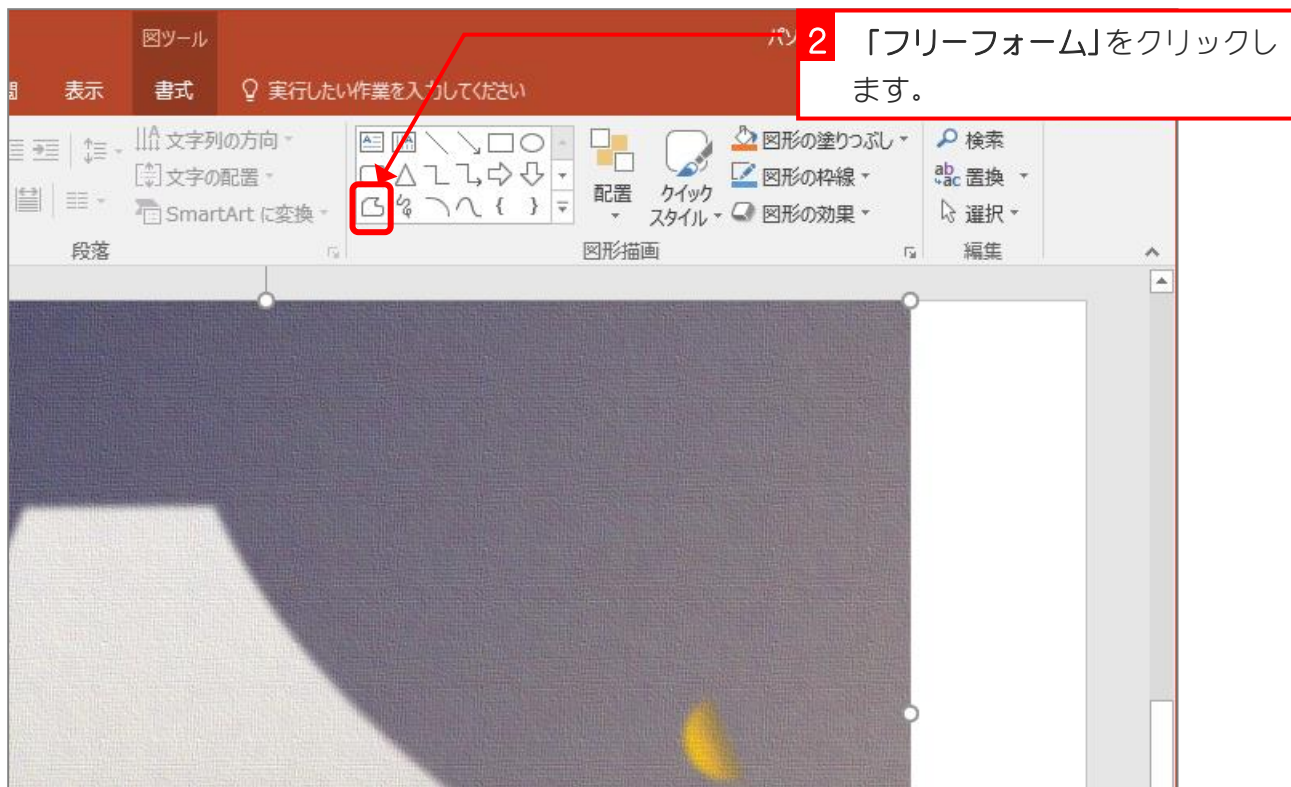 図ツール
パソ
2 「フリーフォーム」をクリックし
ます。
表示 書式 実行したい作業を入力してください
文字列の方向
文字の配置
SmartArt に変換
段落
配置
クイック
スタイル
図形の塗りつぶし
図形の枠線
図形の効果
図形描画
検索
置換
選択
編集